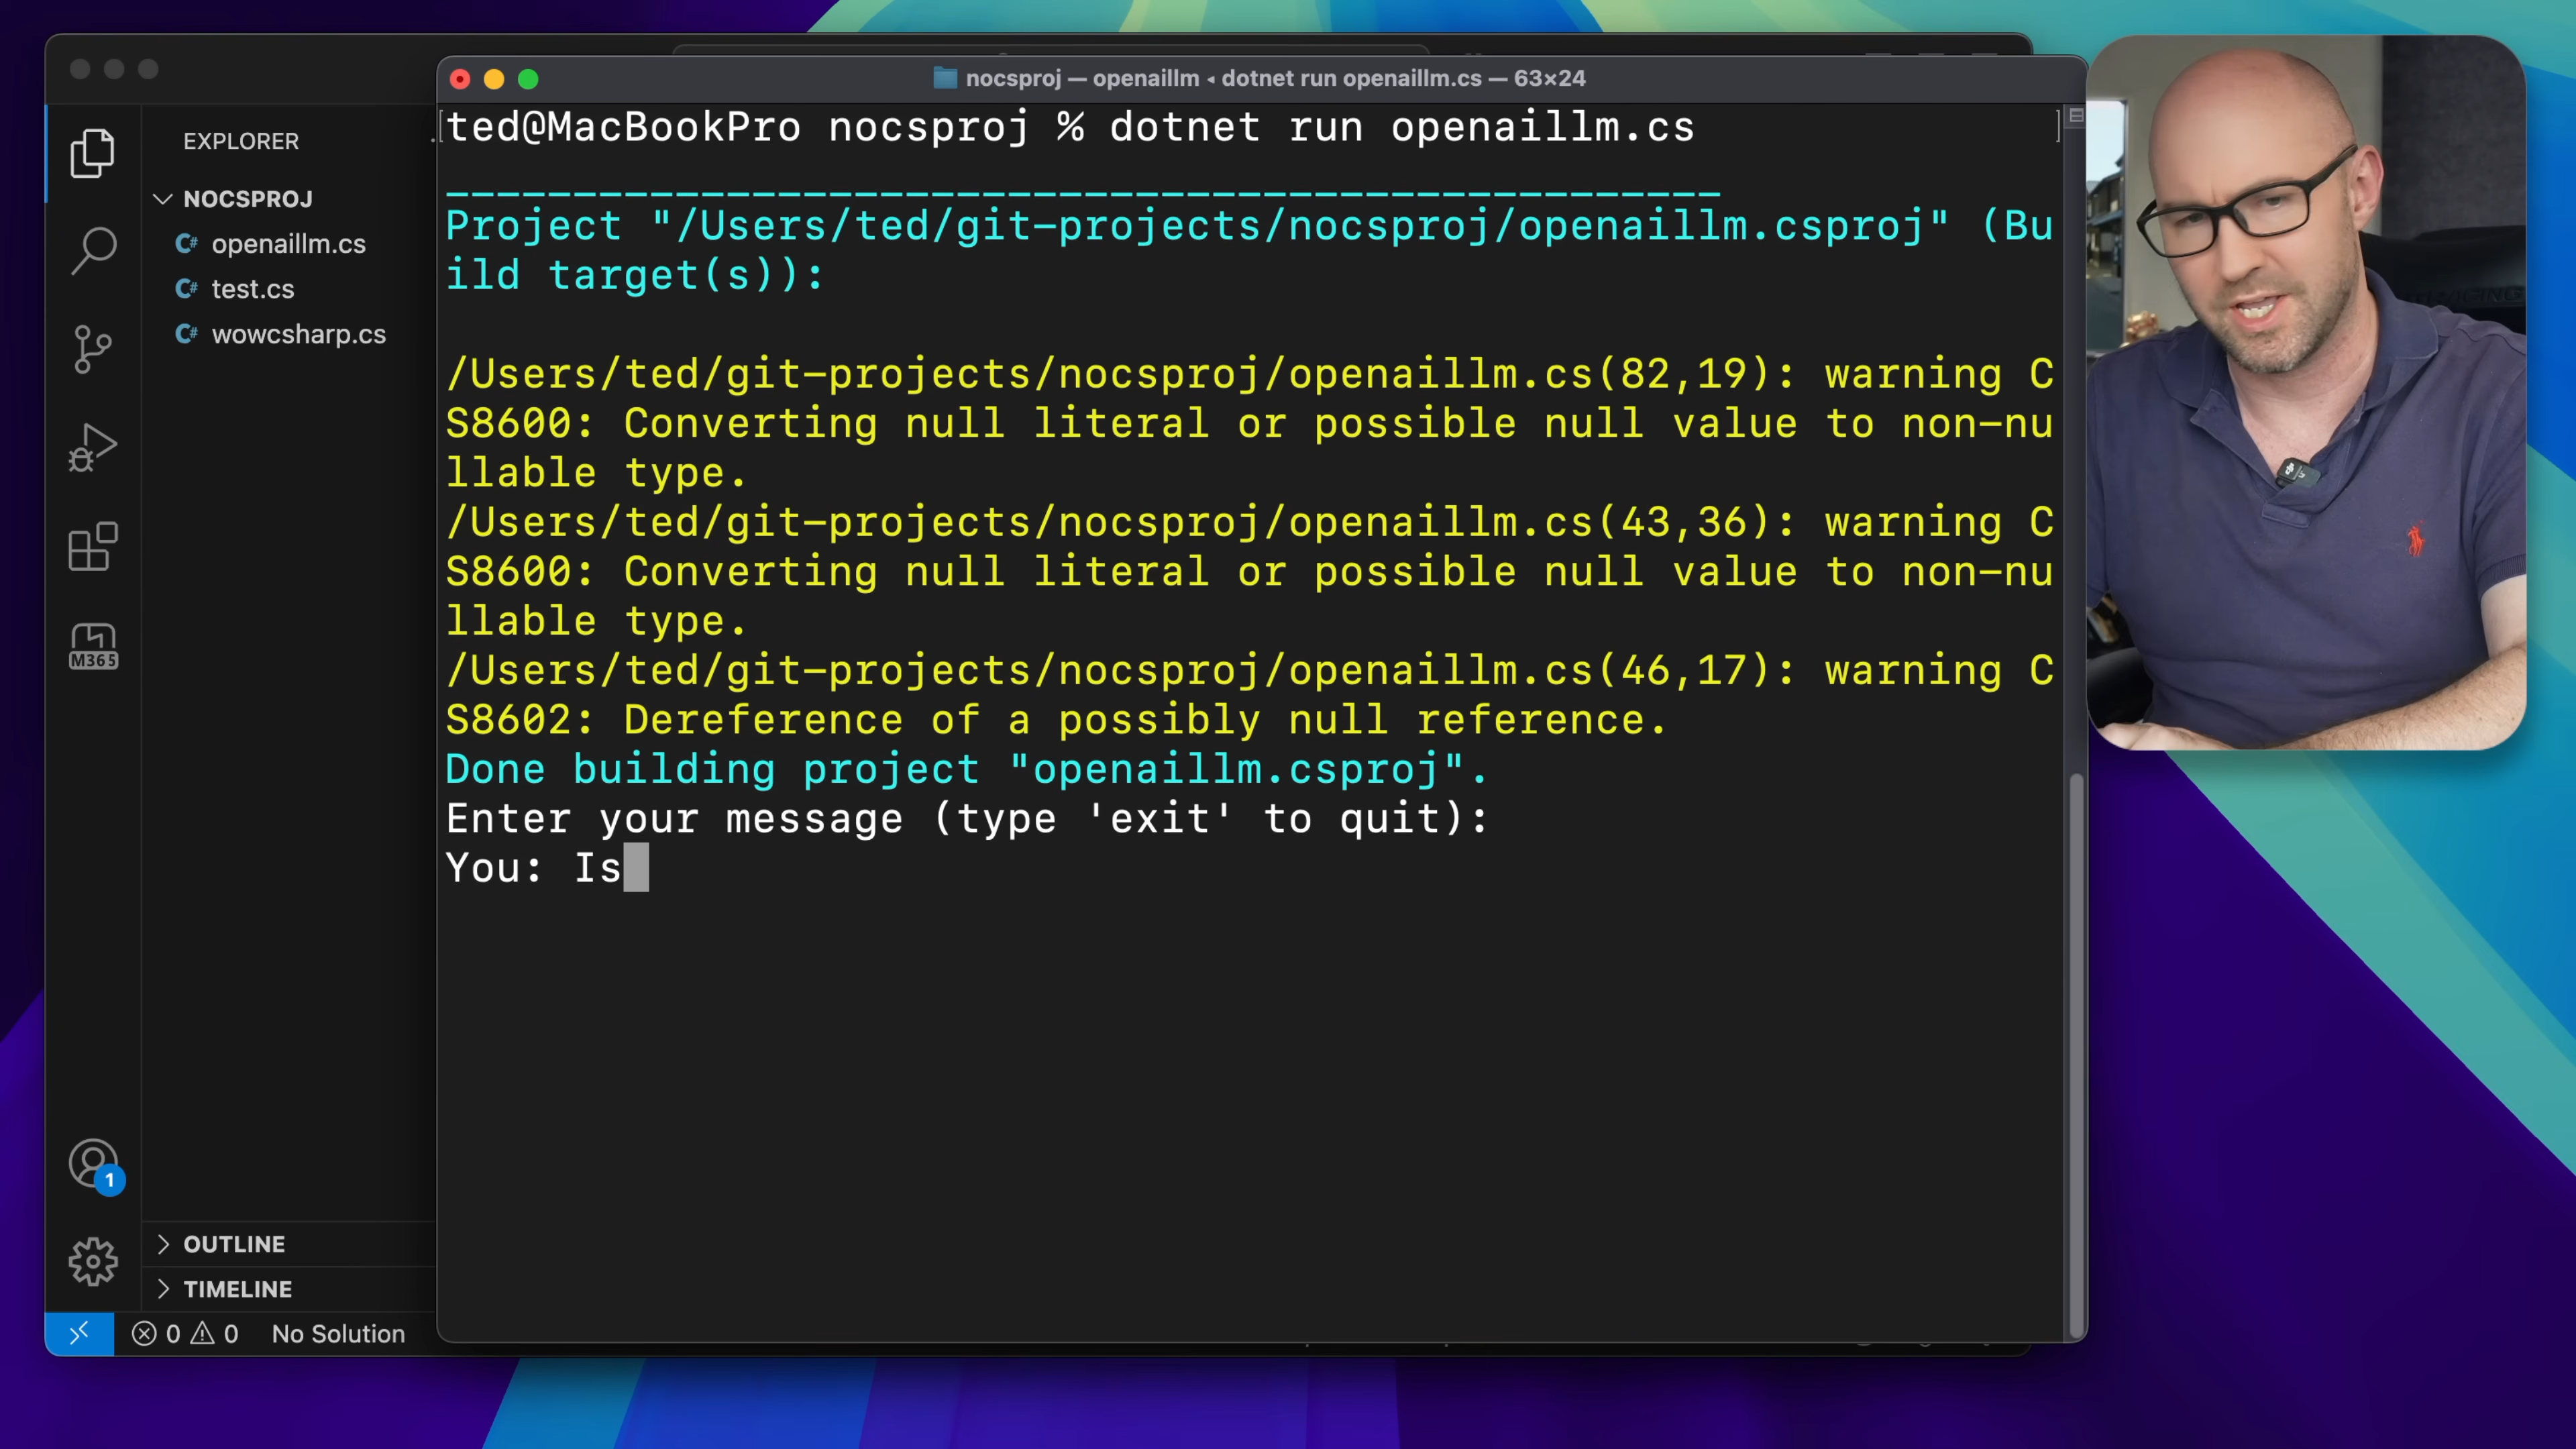 nocsproj — openaillm ◂ dotnet run openaillm.cs — 63×24
EXPLORER
NOCSPROJ
openaillm.cs
test.cs
wowcsharp.cs
M365
1
OUTLINE
TIMELINE
0 0 No Solution
ted@MacBookPro nocsproj % dotnet run openaillm.cs
__________________________________________________
Project "/Users/ted/git-projects/nocsproj/openaillm.csproj" (Bu
ild target(s)):
/Users/ted/git-projects/nocsproj/openaillm.cs(82,19): warning C
S8600: Converting null literal or possible null value to non-nu
llable type.
/Users/ted/git-projects/nocsproj/openaillm.cs(43,36): warning C
S8600: Converting null literal or possible null value to non-nu
llable type.
/Users/ted/git-projects/nocsproj/openaillm.cs(46,17): warning C
S8602: Dereference of a possibly null reference.
Done building project "openaillm.csproj".
Enter your message (type 'exit' to quit):
You: Is